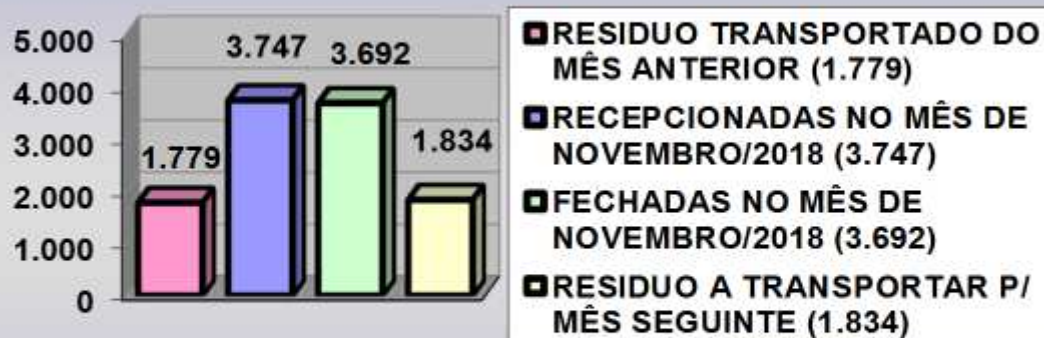 5.000
4.000
3.000
2.000
1.000
0
1.779
3.747
3.692
1.834
RESIDUO TRANSPORTADO DO
MÊS ANTERIOR (1.779)
RECEPCIONADAS NO MÊS DE
NOVEMBRO/2018 (3.747)
FECHADAS NO MÊS DE
NOVEMBRO/2018 (3.692)
RESIDUO A TRANSPORTAR P/
MÊS SEGUINTE (1.834)